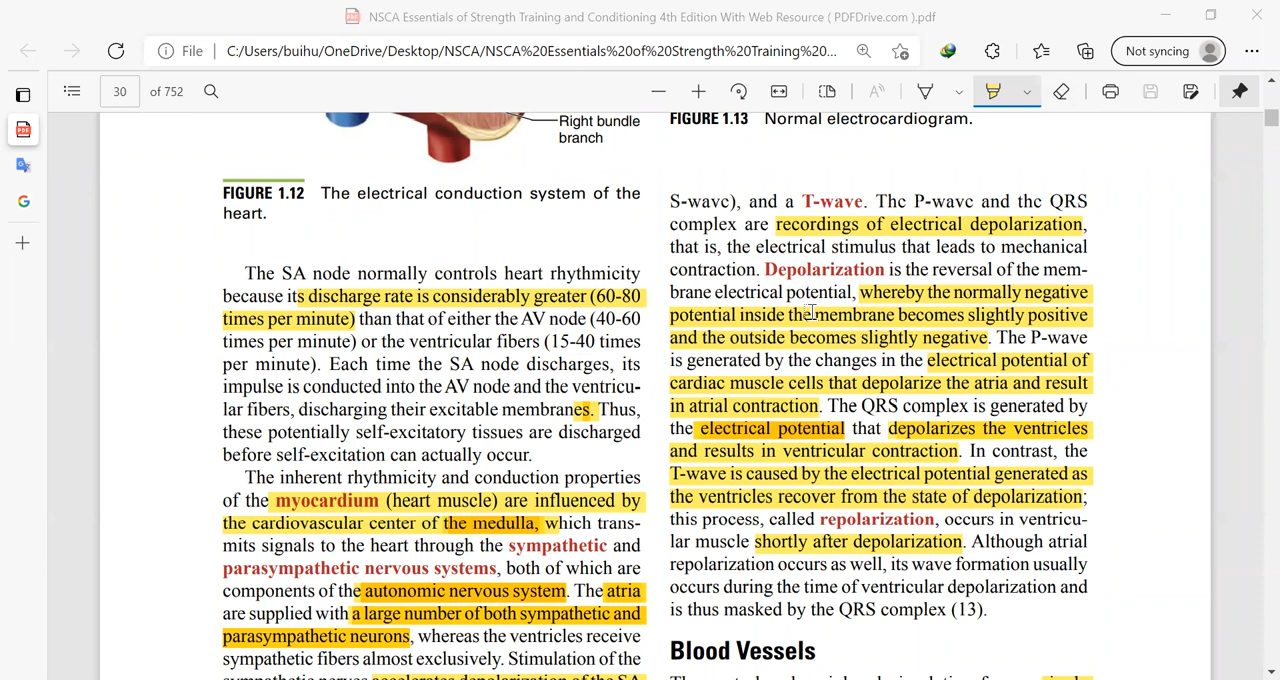 NSCA Essentials of Strength Training and Conditioning 4th Edition With Web Resource ( PDFDrive.com ).pdf
File
C:/Users/buihu/OneDrive/Desktop/NSCA/NSCA%20Essentials%20of%20Strength%20Training%20...
Not syncing
30 of 752
Right bundle
branch
FIGURE 1.12 The electrical conduction system of the
heart.
The SA node normally controls heart rhythmicity
because its discharge rate is considerably greater (60-80
times per minute) than that of either the AV node (40-60
times per minute) or the ventricular fibers (15-40 times
per minute). Each time the SA node discharges, its
impulse is conducted into the AV node and the ventricu-
lar fibers, discharging their excitable membranes. Thus,
these potentially self-excitatory tissues are discharged
before self-excitation can actually occur.
The inherent rhythmicity and conduction properties
of the myocardium (heart muscle) are influenced by
the cardiovascular center of the medulla, which trans-
mits signals to the heart through the sympathetic and
parasympathetic nervous systems, both of which are
components of the autonomic nervous system. The atria
are supplied with a large number of both sympathetic and
parasympathetic neurons, whereas the ventricles receive
sympathetic fibers almost exclusively. Stimulation of the
sympathetic nerves accelerates depolarization of the SA
FIGURE 1.13 Normal electrocardiogram.
S-wave), and a T-wave. The P-wave and the QRS
complex are recordings of electrical depolarization,
that is, the electrical stimulus that leads to mechanical
contraction. Depolarization is the reversal of the mem-
brane electrical potential, whereby the normally negative
potential inside the membrane becomes slightly positive
and the outside becomes slightly negative. The P-wave
is generated by the changes in the electrical potential of
cardiac muscle cells that depolarize the atria and result
in atrial contraction. The QRS complex is generated by
the electrical potential that depolarizes the ventricles
and results in ventricular contraction. In contrast, the
T-wave is caused by the electrical potential generated as
the ventricles recover from the state of depolarization;
this process, called repolarization, occurs in ventricu-
lar muscle shortly after depolarization. Although atrial
repolarization occurs as well, its wave formation usually
occurs during the time of ventricular depolarization and
is thus masked by the QRS complex (13).
Blood Vessels